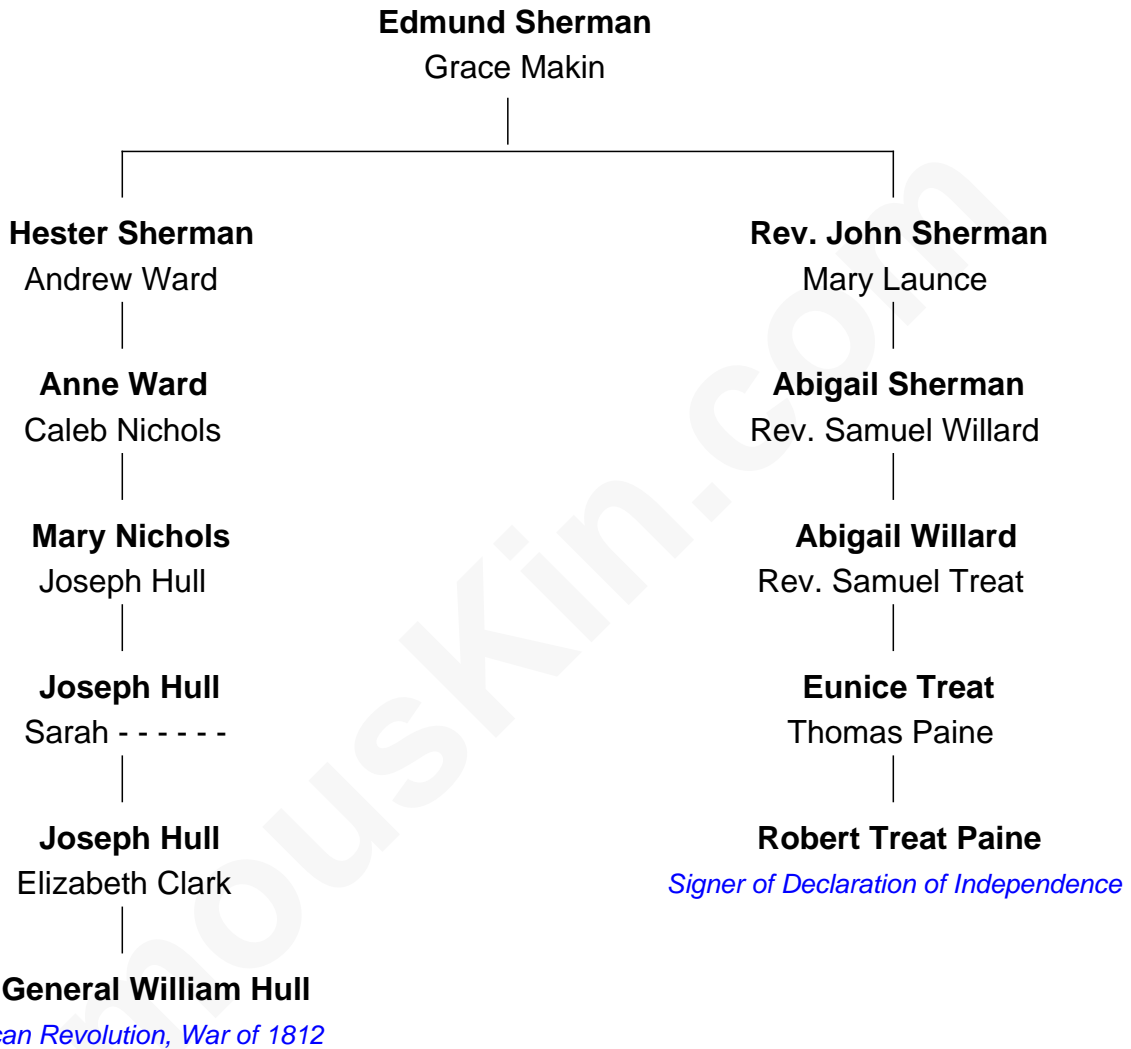 Edmund Sherman
Grace Makin
Hester Sherman
Andrew Ward
Rev. John Sherman
Mary Launce
Anne Ward
Caleb Nichols
Abigail Sherman
Rev. Samuel Willard
Mary Nichols
Joseph Hull
Abigail Willard
Rev. Samuel Treat
Joseph Hull
Sarah - - - - - -
Eunice Treat
Thomas Paine
Joseph Hull
Elizabeth Clark
Robert Treat Paine
Signer of Declaration of Independence
General William Hull
can Revolution, War of 1812
mousKin.com